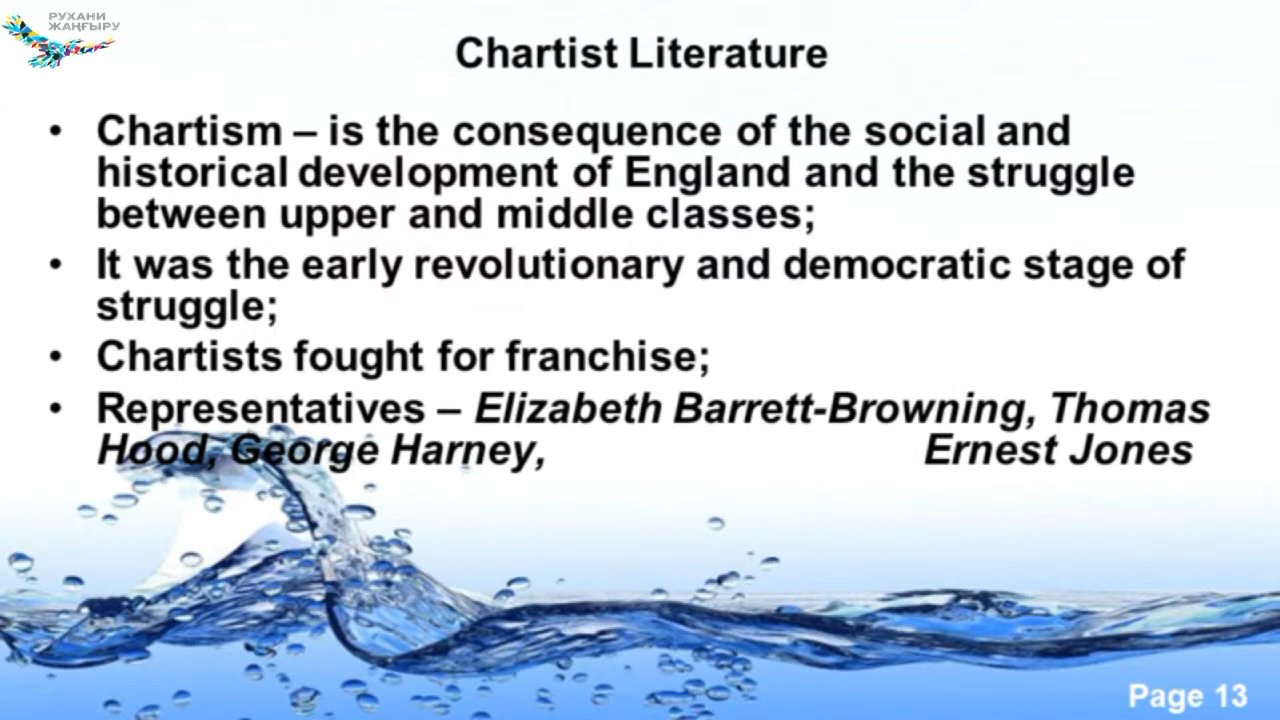 РУХАНИ
ЖАҢҒЫРУ
Chartist Literature
• Chartism – is the consequence of the social and
historical development of England and the struggle
between upper and middle classes;
• It was the early revolutionary and democratic stage of
struggle;
• Chartists fought for franchise;
• Representatives – Elizabeth Barrett-Browning, Thomas
Hood, George Harney, Ernest Jones
Page 13